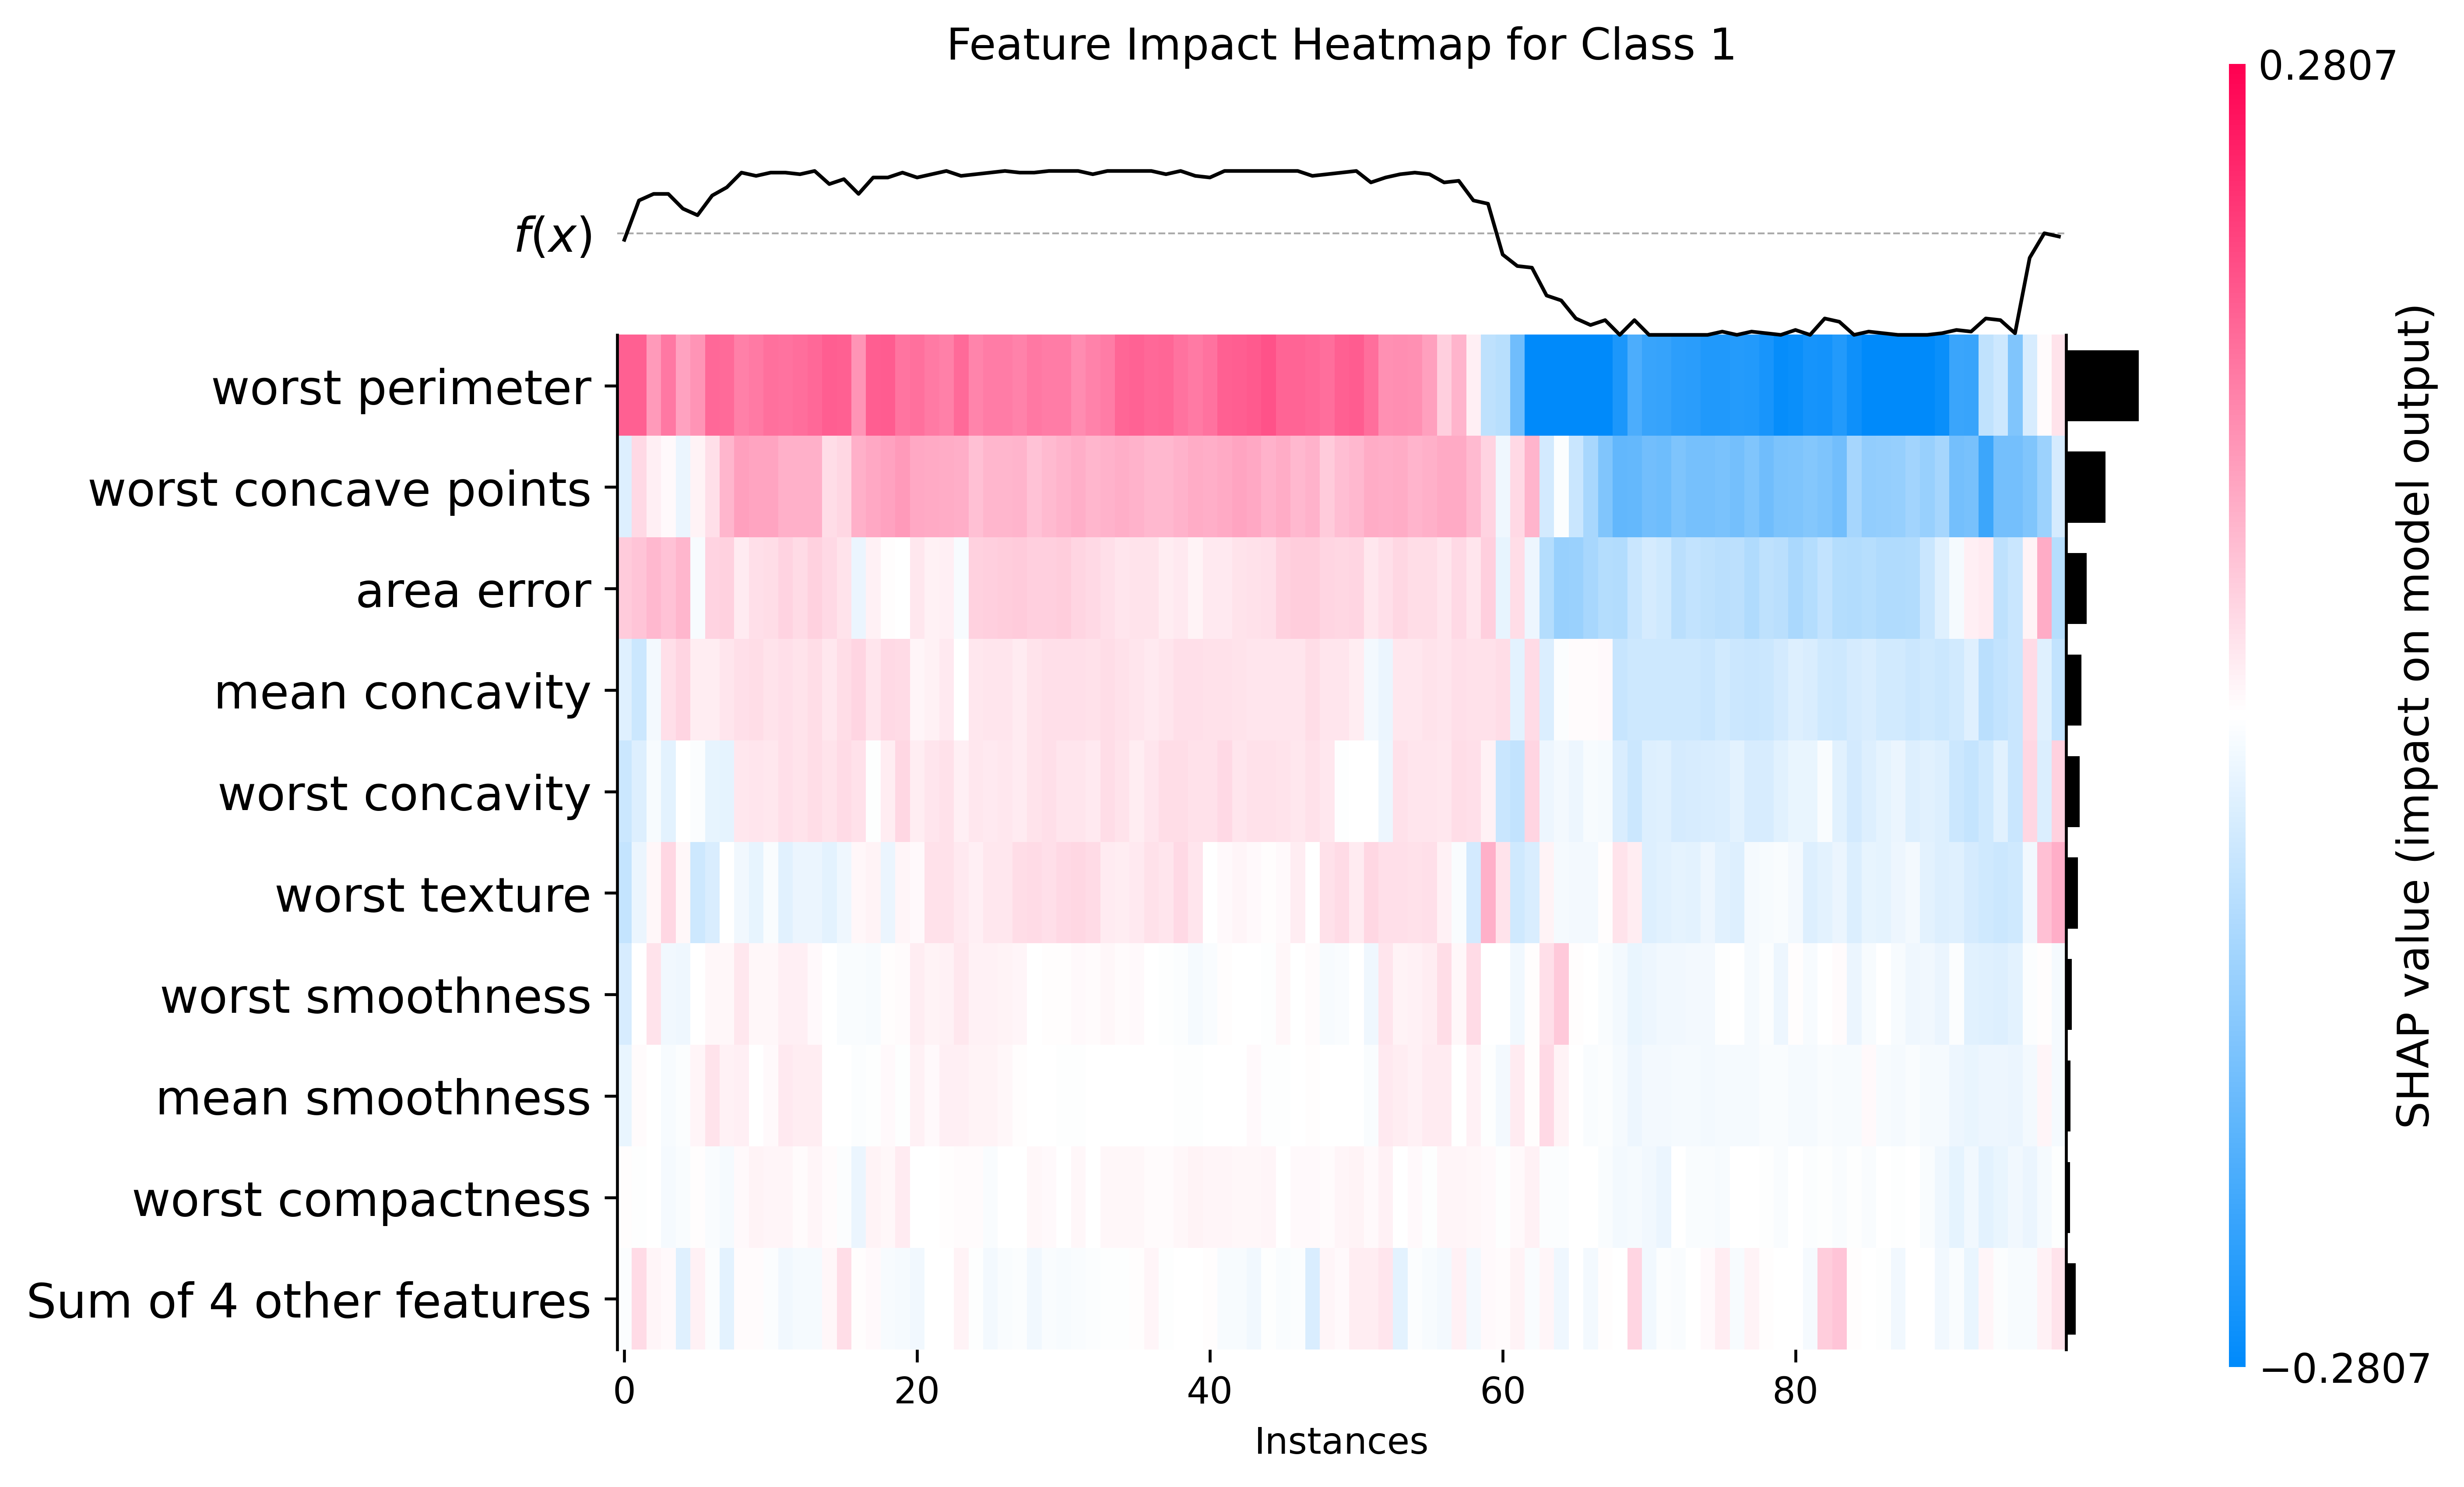 Feature Impact Heatmap for Class 1
0.2807
f(x)
worst perimeter
worst concave points
area error
mean concavity
worst concavity
worst texture
worst smoothness
mean smoothness
worst compactness
Sum of 4 other features
SHAP value (impact on model output)
−0.2807
0 20 40 60 80
Instances